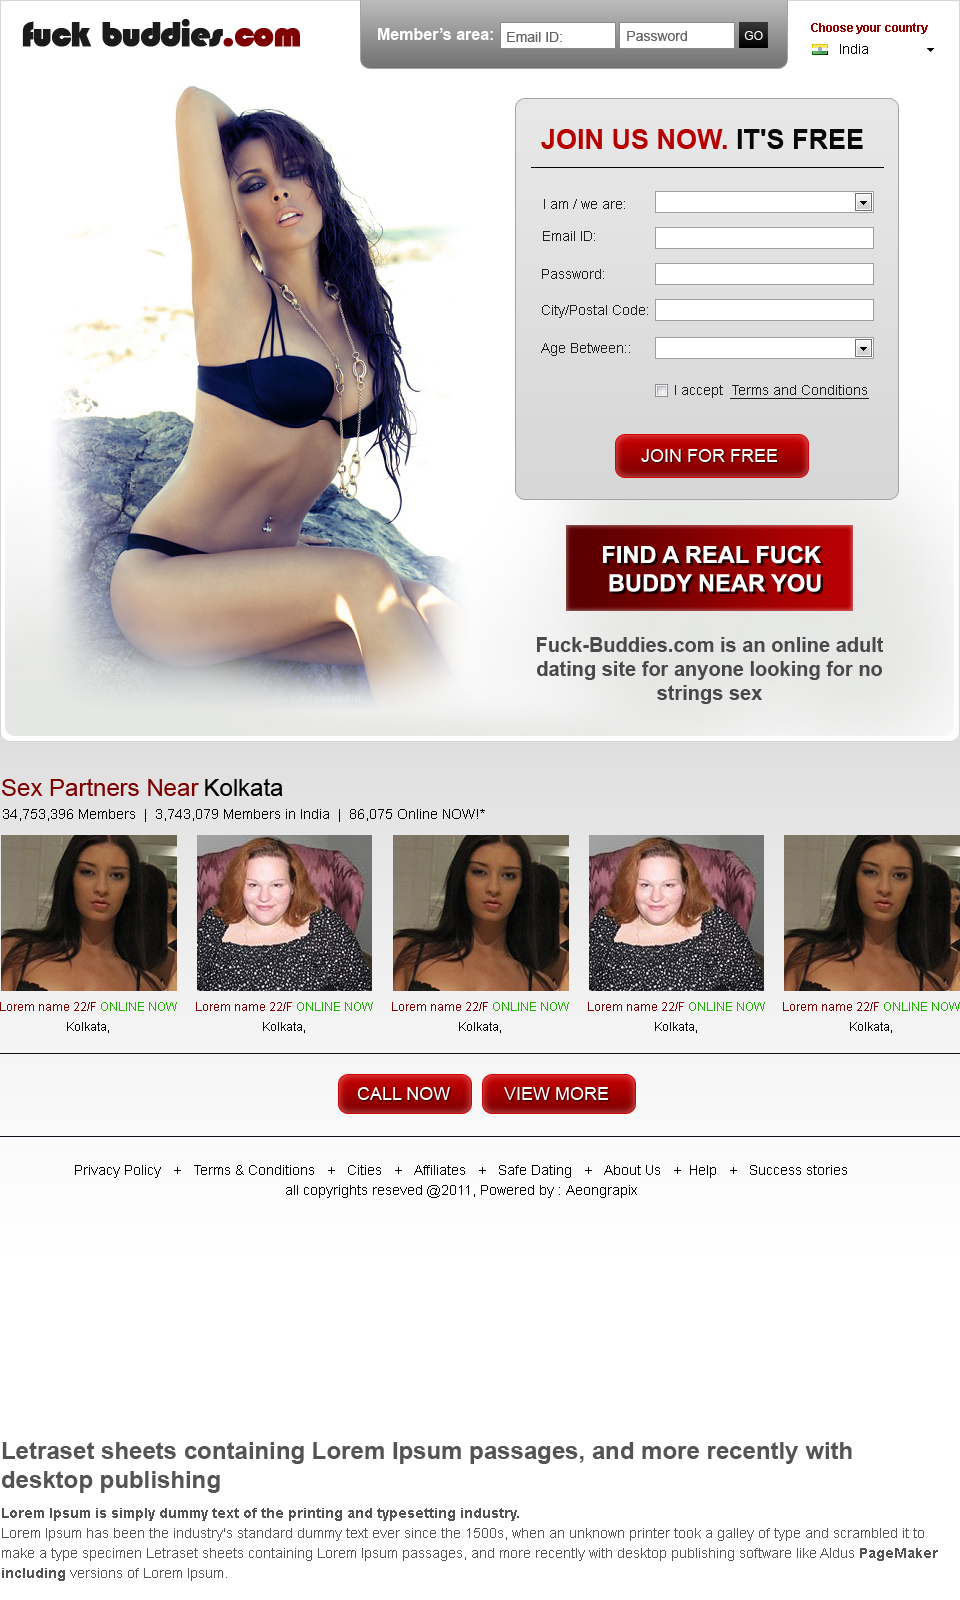 fuck buddies.com
Member's area: Email ID: Password GO
Choose your country
India
JOIN US NOW. IT'S FREE
I am / we are:
Email ID:
Password:
City/Postal Code:
Age Between::
I accept Terms and Conditions
JOIN FOR FREE
FIND A REAL FUCK
BUDDY NEAR YOU
Fuck-Buddies.com is an online adult
dating site for anyone looking for no
strings sex
Sex Partners Near Kolkata
34,753,396 Members | 3,743,079 Members in India | 86,075 Online NOW!*
Lorem name 22/F ONLINE NOW Lorem name 22/F ONLINE NOW Lorem name 22/F ONLINE NOW Lorem name 22/F ONLINE NOW Lorem name 22/F ONLINE NOW
Kolkata, Kolkata, Kolkata, Kolkata, Kolkata,
CALL NOW VIEW MORE
Privacy Policy + Terms & Conditions + Cities + Affiliates + Safe Dating + About Us + Help + Success stories
all copyrights reseved @2011, Powered by : Aeongrapix
Letraset sheets containing Lorem Ipsum passages, and more recently with
desktop publishing
Lorem Ipsum is simply dummy text of the printing and typesetting industry.
Lorem Ipsum has been the industry's standard dummy text ever since the 1500s, when an unknown printer took a galley of type and scrambled it to
make a type specimen Letraset sheets containing Lorem Ipsum passages, and more recently with desktop publishing software like Aldus PageMaker
including versions of Lorem Ipsum.